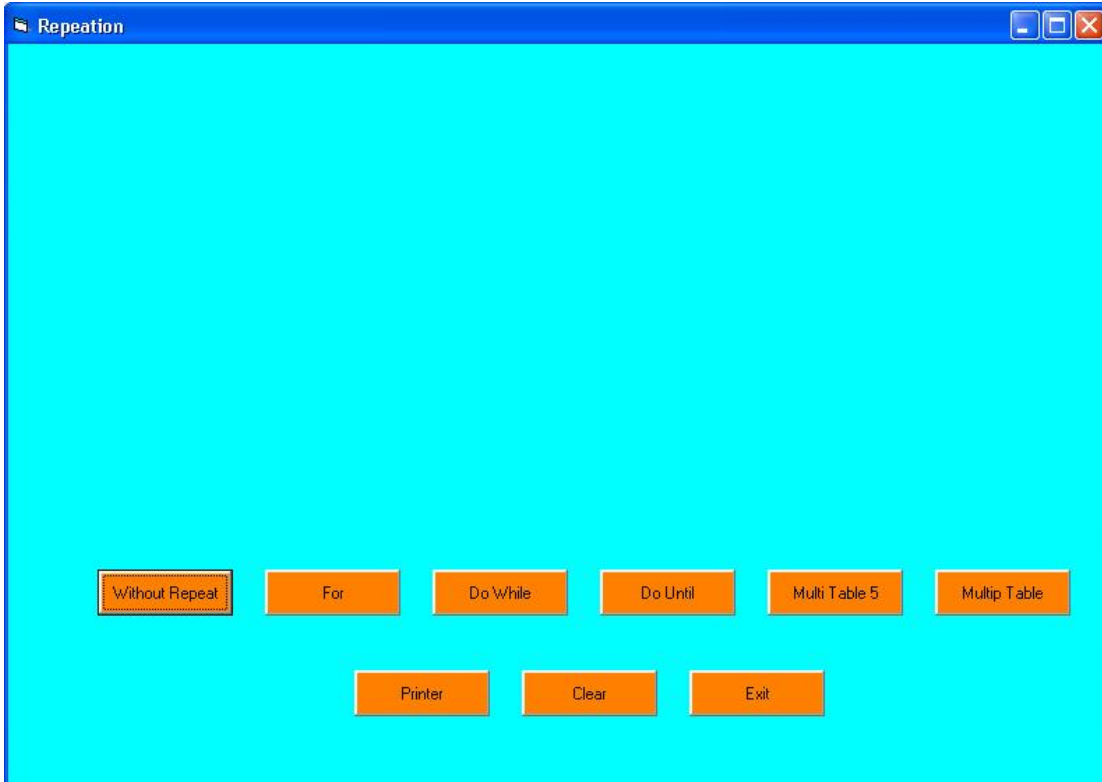 Repeation
Without Repeat For Do While Do Until Multi Table 5 Multip Table
Printer Clear Exit